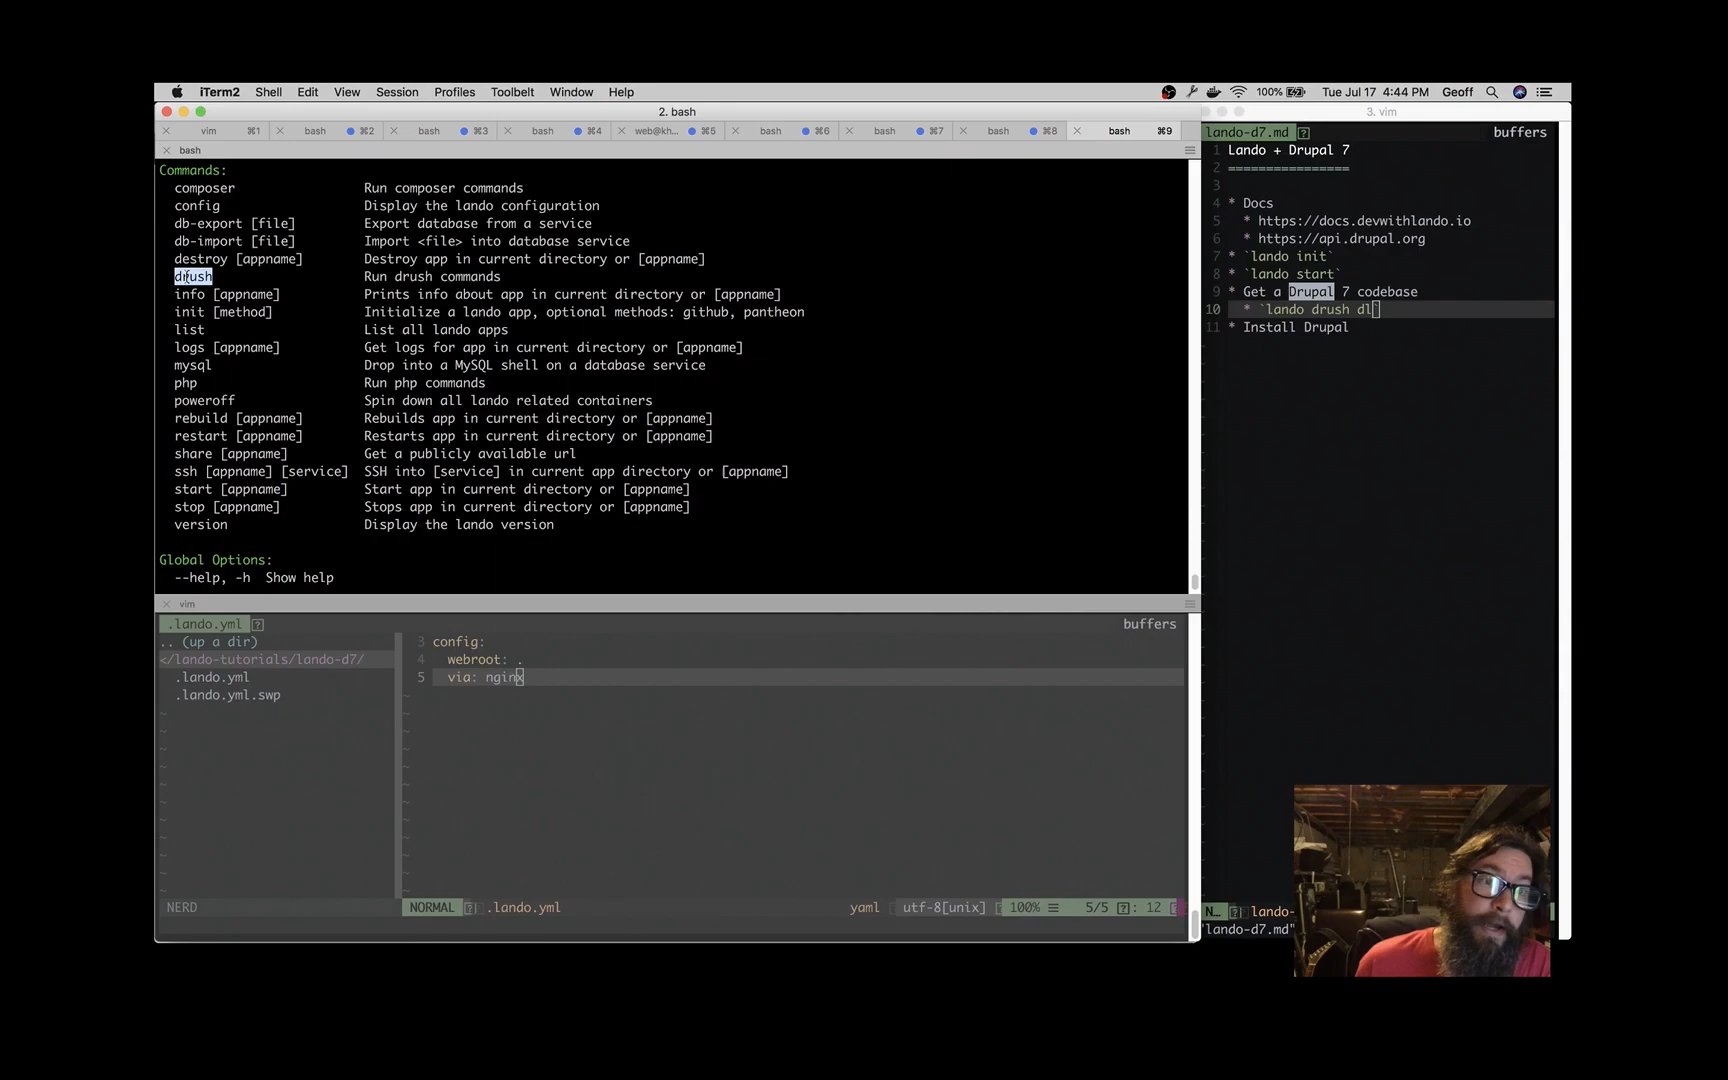 iTerm2 Shell Edit View Session Profiles Toolbelt Window Help 100% Tue Jul 17 4:44 PM Geoff
2. bash
vim ⌘1 bash ⌘2 bash ⌘3 bash ⌘4 web@kh... ⌘5 bash ⌘6 bash ⌘7 bash ⌘8 bash ⌘9
bash
Commands:
composer Run composer commands
config Display the lando configuration
db-export [file] Export database from a service
db-import [file] Import <file> into database service
destroy [appname] Destroy app in current directory or [appname]
drush Run drush commands
info [appname] Prints info about app in current directory or [appname]
init [method] Initialize a lando app, optional methods: github, pantheon
list List all lando apps
logs [appname] Get logs for app in current directory or [appname]
mysql Drop into a MySQL shell on a database service
php Run php commands
poweroff Spin down all lando related containers
rebuild [appname] Rebuilds app in current directory or [appname]
restart [appname] Restarts app in current directory or [appname]
share [appname] Get a publicly available url
ssh [appname] [service] SSH into [service] in current app directory or [appname]
start [appname] Start app in current directory or [appname]
stop [appname] Stops app in current directory or [appname]
version Display the lando version
Global Options:
--help, -h Show help
vim
.lando.yml buffers
.. (up a dir)
</lando-tutorials/lando-d7/
.lando.yml
.lando.yml.swp
3 config:
4 webroot: .
5 via: nginx
NERD
NORMAL .lando.yml yaml utf-8[unix] 100% 5/5 : 12
3. vim
lando-d7.md buffers
1 Lando + Drupal 7
2 ================
3
4 * Docs
5 * https://docs.devwithlando.io
6 * https://api.drupal.org
7 * `lando init`
8 * `lando start`
9 * Get a Drupal 7 codebase
10 * `lando drush dl`
11 * Install Drupal
N… lando-
"lando-d7.md"